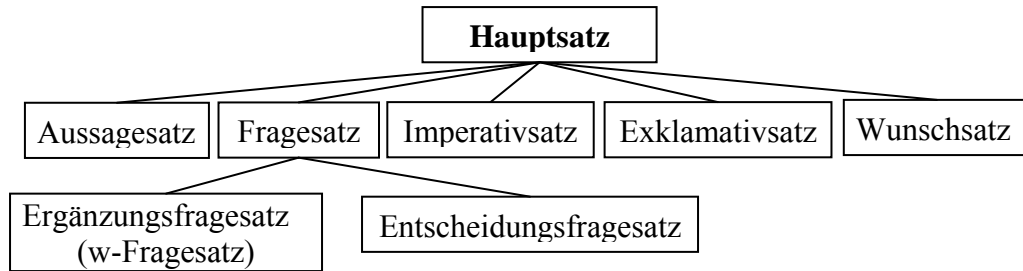 Hauptsatz
Aussagesatz
Fragesatz
Imperativsatz
Exklamativsatz
Wunschsatz
Ergänzungsfragesatz
(w-Fragesatz)
Entscheidungsfragesatz